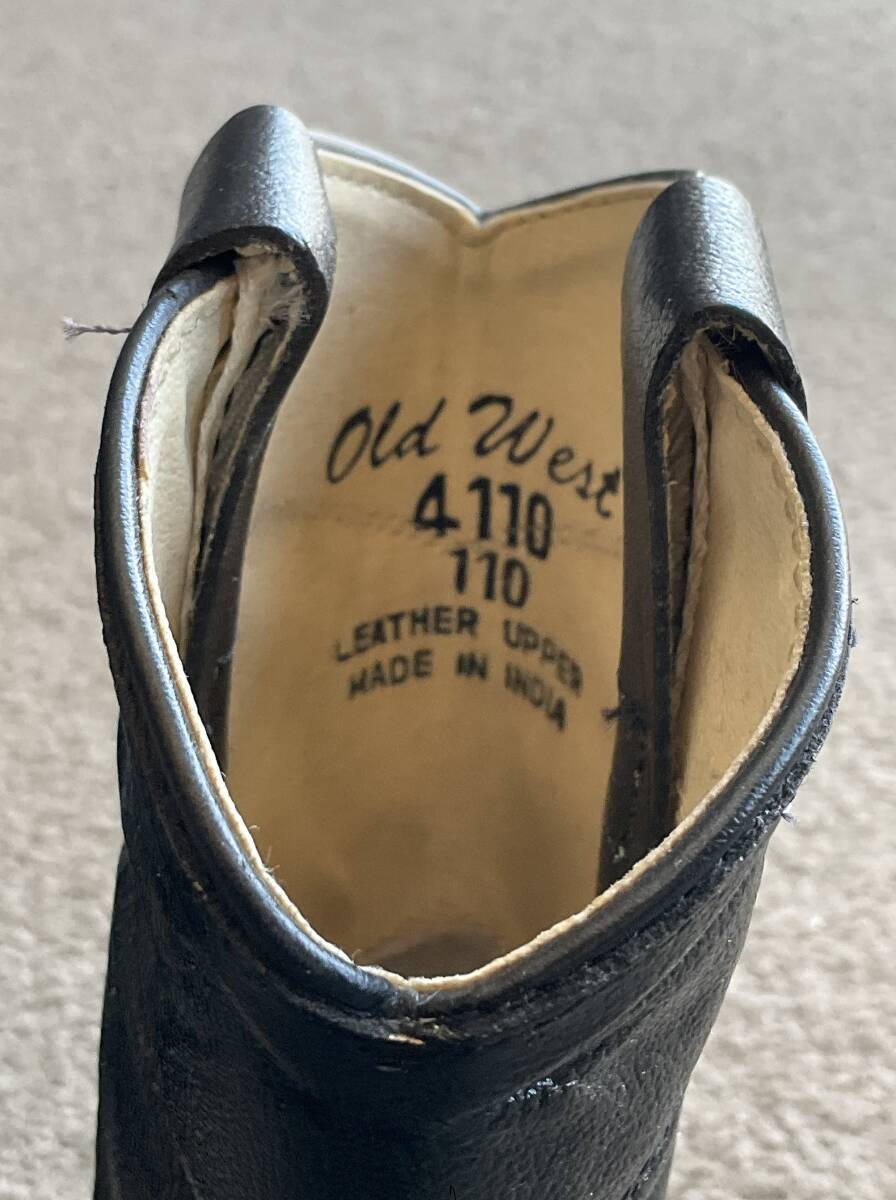 Old West
4110
110
LEATHER UPPER
MADE IN INDIA